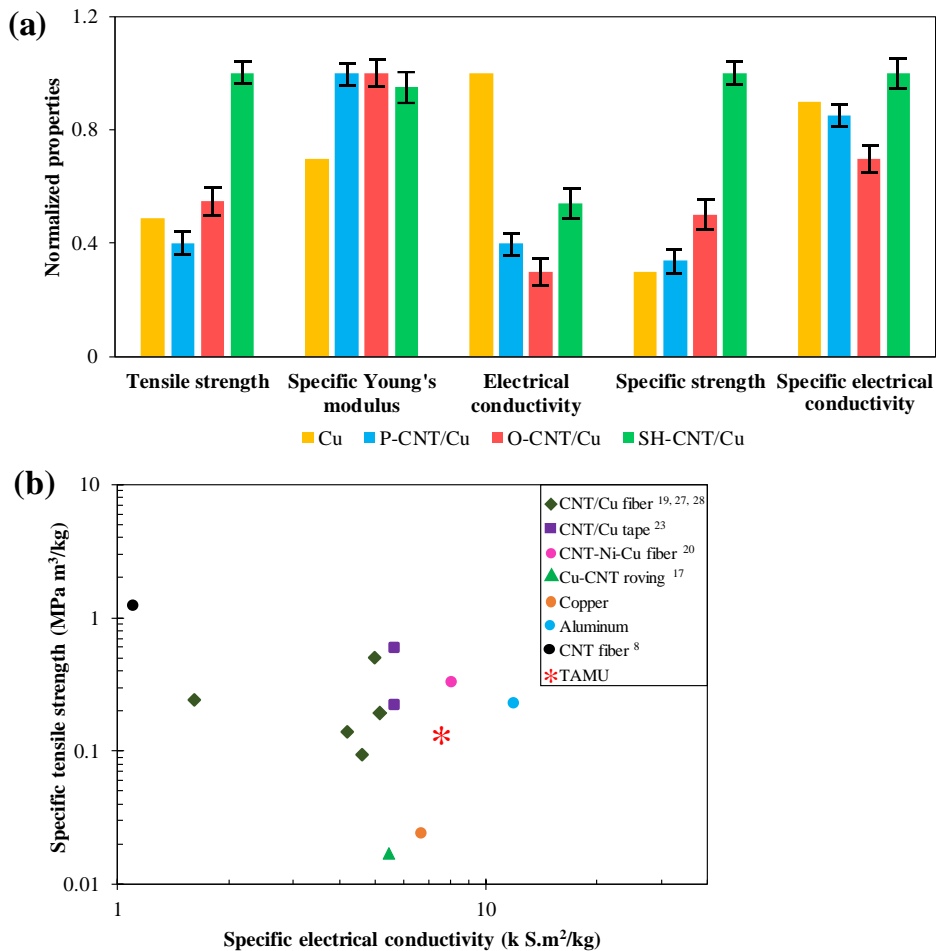 (a)
1.2
0.8
0.4
0
Normalized properties
Tensile strength
Specific Young's
modulus
Electrical
conductivity
Specific strength
Specific electrical
conductivity
Cu P-CNT/Cu O-CNT/Cu SH-CNT/Cu
(b)
10
1
0.1
0.01
Specific tensile strength (MPa m³/kg)
CNT/Cu fiber 19, 27, 28
CNT/Cu tape 23
CNT-Ni-Cu fiber 20
Cu-CNT roving 17
Copper
Aluminum
CNT fiber 8
TAMU
1 10
Specific electrical conductivity (k S.m²/kg)